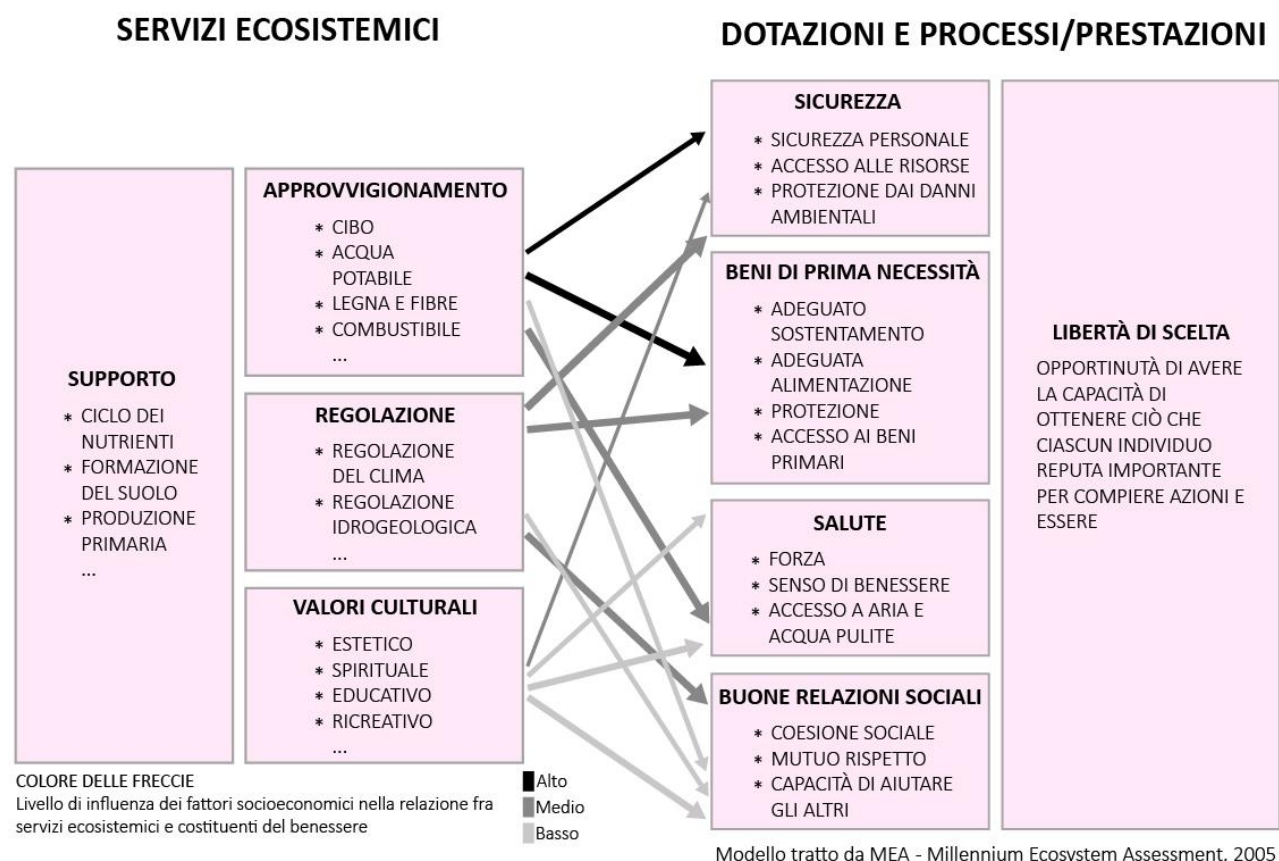 SERVIZI ECOSISTEMICI
DOTAZIONI E PROCESSI/PRESTAZIONI
SUPPORTO
* CICLO DEI
NUTRIENTI
* FORMAZIONE
DEL SUOLO
* PRODUZIONE
PRIMARIA
...
APPROVVIGIONAMENTO
* CIBO
* ACQUA
POTABILE
* LEGNA E FIBRE
* COMBUSTIBILE
...
REGOLAZIONE
* REGOLAZIONE
DEL CLIMA
* REGOLAZIONE
IDROGEOLOGICA
...
VALORI CULTURALI
* ESTETICO
* SPIRITUALE
* EDUCATIVO
* RICREATIVO
...
SICUREZZA
* SICUREZZA PERSONALE
* ACCESSO ALLE RISORSE
* PROTEZIONE DAI DANNI
AMBIENTALI
BENI DI PRIMA NECESSITÀ
* ADEGUATO
SOSTENTAMENTO
* ADEGUATA
ALIMENTAZIONE
* PROTEZIONE
* ACCESSO AI BENI
PRIMARI
SALUTE
* FORZA
* SENSO DI BENESSERE
* ACCESSO A ARIA E
ACQUA PULITE
BUONE RELAZIONI SOCIALI
* COESIONE SOCIALE
* MUTUO RISPETTO
* CAPACITÀ DI AIUTARE
GLI ALTRI
LIBERTÀ DI SCELTA
OPPORTINUTÀ DI AVERE
LA CAPACITÀ DI
OTTENERE CIÒ CHE
CIASCUN INDIVIDUO
REPUTA IMPORTANTE
PER COMPIERE AZIONI E
ESSERE
COLORE DELLE FRECCIE
Livello di influenza dei fattori socioeconomici nella relazione fra
servizi ecosistemici e costituenti del benessere
Alto
Medio
Basso
Modello tratto da MEA - Millennium Ecosystem Assessment, 2005